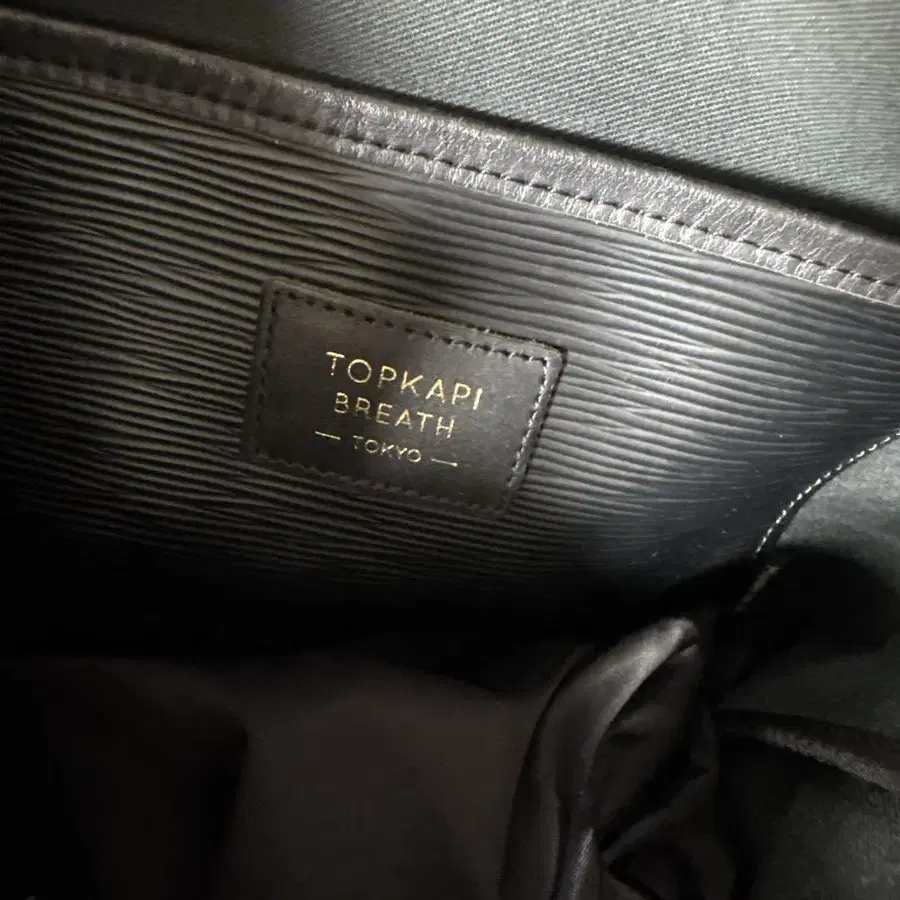 TOPKAPI
BREATH
— TOKYO —